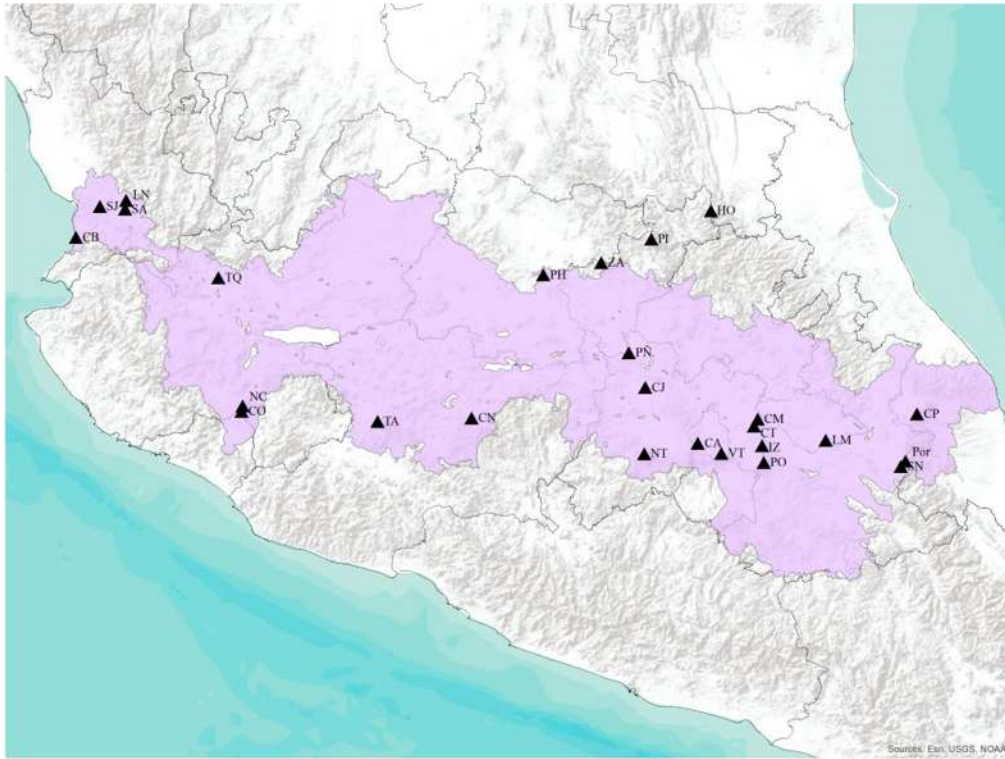 LN
SJ
SA
HO
CB
PI
ZA
TQ
PH
PÑ
CJ
NC
CO
TA
CN
CM
CP
CT
CA
IZ
LM
NT
VT
PO
Por
SN
Sources: Esri, USGS, NOAA